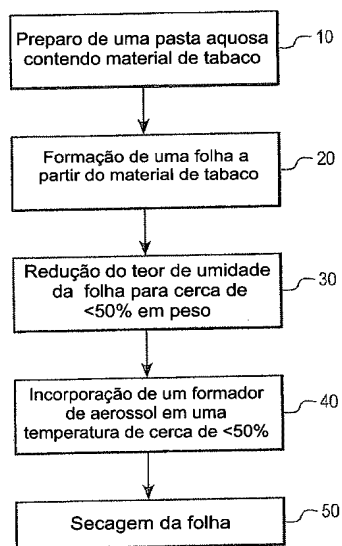 Preparo de uma pasta aquosa
contendo material de tabaco
10
Formação de uma folha a
partir do material de tabaco
20
Redução do teor de umidade
da folha para cerca de
<50% em peso
30
Incorporação de um formador
de aerossol em uma
temperatura de cerca de <50%
40
Secagem da folha
50